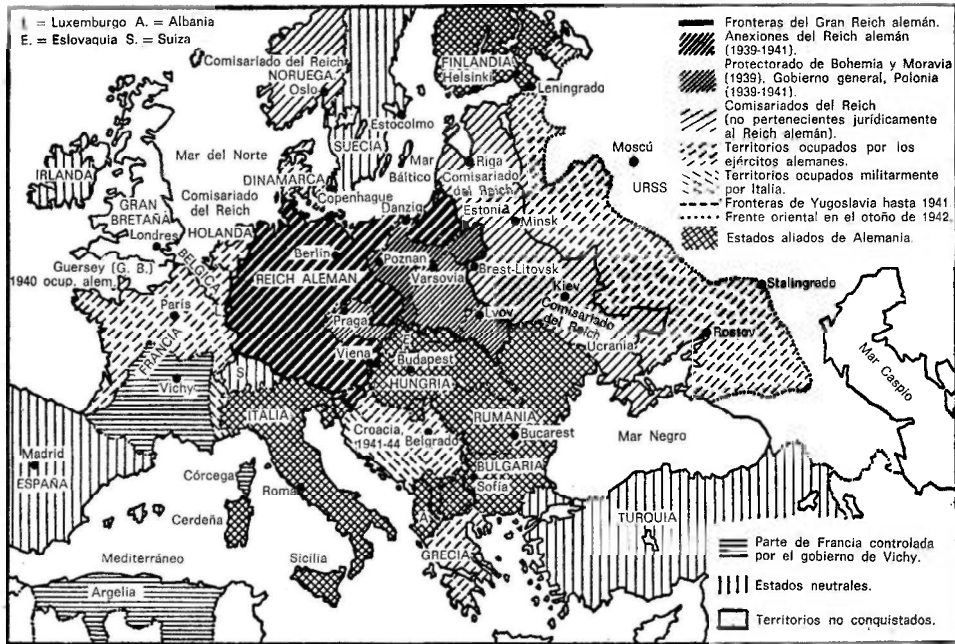 L = Luxemburgo A. = Albania
E. = Eslovaquia S. = Suiza
Fronteras del Gran Reich alemán.
Anexiones del Reich alemán
(1939-1941).
Protectorado de Bohemia y Moravia
(1939). Gobierno general, Polonia
(1939-1941).
Comisariados del Reich
(no pertenecientes jurídicamente
al Reich alemán).
Territorios ocupados por los
ejércitos alemanes.
Territorios ocupados militarmente
por Italia.
Fronteras de Yugoslavia hasta 1941
Frente oriental en el otoño de 1942.
Estados aliados de Alemania.
Comisariado del Reich
NORUEGA
Oslo
FINLANDIA
Helsinki
Leningrado
Estocolmo
SUECIA
Moscú
URSS
Mar del Norte
Mar
Báltico
Riga
Comisariado
del Reich
Estonia
IRLANDA
DINAMARCA
Copenhague
Danzig
Minsk
Comisariado
del Reich
GRAN
BRETAÑA
HOLANDA
Londres
Berlín
Poznan
Brest-Litovsk
REICH ALEMAN
Varsovia
BELGICA
Guersey (G. B.)
1940 ocup. alem.
Kiev
Comisariado
del Reich
Ucrania
Stalingrado
París
Praga
Lvov
Rostov
FRANCIA
Viena
E
Budapest
HUNGRIA
Vichy
S
Mar Caspio
ITALIA
RUMANIA
Croacia,
1941-44
Belgrado
Bucarest
Mar Negro
Madrid
ESPAÑA
Córcega
BULGARIA
Sofía
Roma
Cerdeña
A
TURQUIA
Mediterráneo
Sicilia
GRECIA
Argelia
Parte de Francia controlada
por el gobierno de Vichy.
Estados neutrales.
Territorios no conquistados.